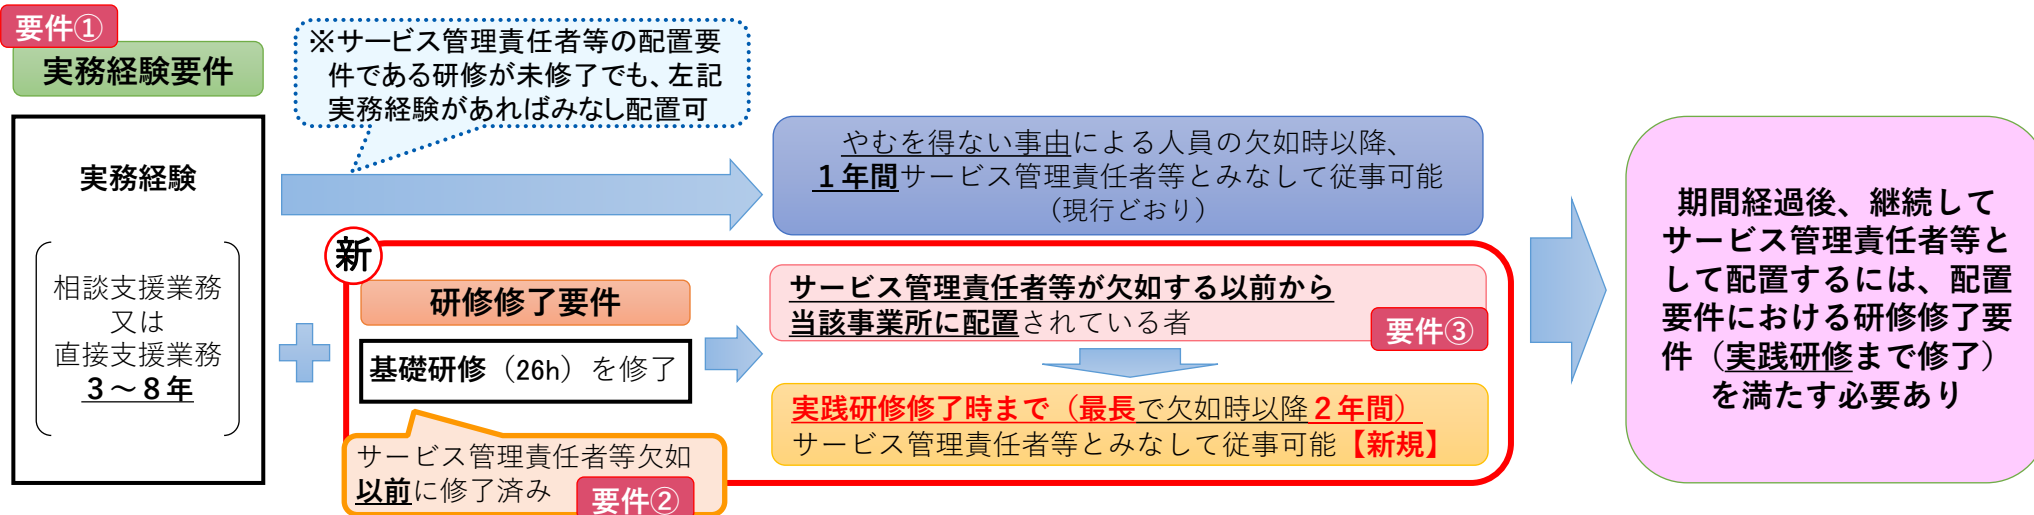 要件①
実務経験要件
※サービス管理責任者等の配置要
件である研修が未修了でも、左記
実務経験があればみなし配置可
実務経験
相談支援業務
又は
直接支援業務
３～８年
やむを得ない事由による人員の欠如時以降、
１年間サービス管理責任者等とみなして従事可能
（現行どおり）
新
研修修了要件
基礎研修（26h）を修了
サービス管理責任者等欠如
以前に修了済み
要件②
サービス管理責任者等が欠如する以前から
当該事業所に配置されている者
要件③
実践研修修了時まで（最長で欠如時以降２年間）
サービス管理責任者等とみなして従事可能【新規】
期間経過後、継続して
サービス管理責任者等と
して配置するには、配置
要件における研修修了要
件（実践研修まで修了）
を満たす必要あり